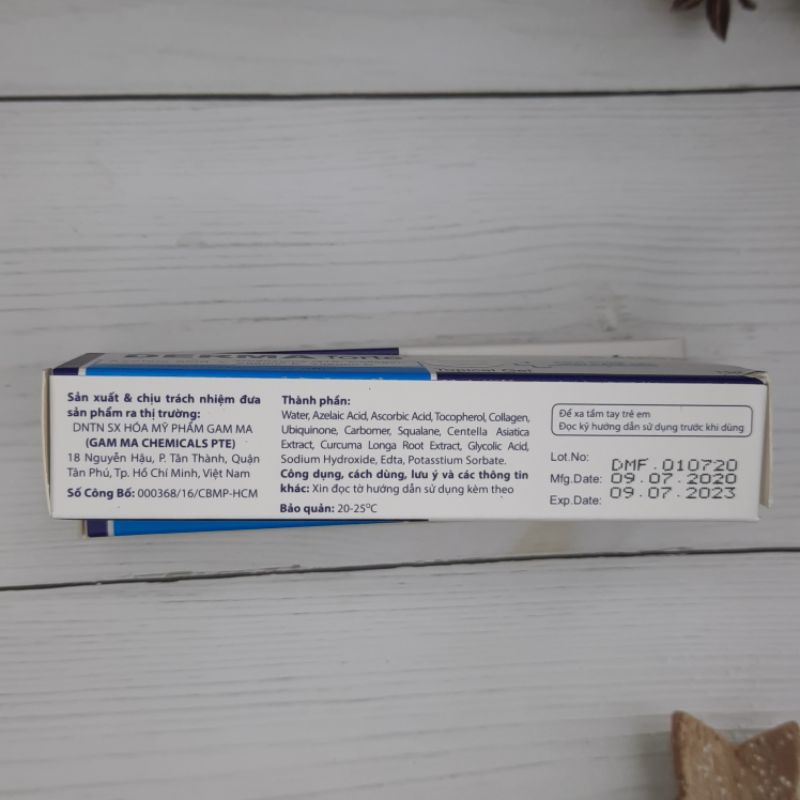 DERMA forte
Topical Gel
Sản xuất & chịu trách nhiệm đưa
sản phẩm ra thị trường:
DNTN SX HÓA MỸ PHẨM GAM MA
(GAM MA CHEMICALS PTE)
18 Nguyễn Hậu, P. Tân Thành, Quận
Tân Phú, Tp. Hồ Chí Minh, Việt Nam
Số Công Bố: 000368/16/CBMP-HCM
Thành phần:
Water, Azelaic Acid, Ascorbic Acid, Tocopherol, Collagen,
Ubiquinone, Carbomer, Squalane, Centella Asiatica
Extract, Curcuma Longa Root Extract, Glycolic Acid,
Sodium Hydroxide, Edta, Potasstium Sorbate.
Công dụng, cách dùng, lưu ý và các thông tin
khác: Xin đọc tờ hướng dẫn sử dụng kèm theo
Bảo quản: 20-25°C
Để xa tầm tay trẻ em
Đọc kỹ hướng dẫn sử dụng trước khi dùng
Lot.No: DMF.010720
Mfg.Date: 09.07.2020
Exp.Date: 09.07.2023